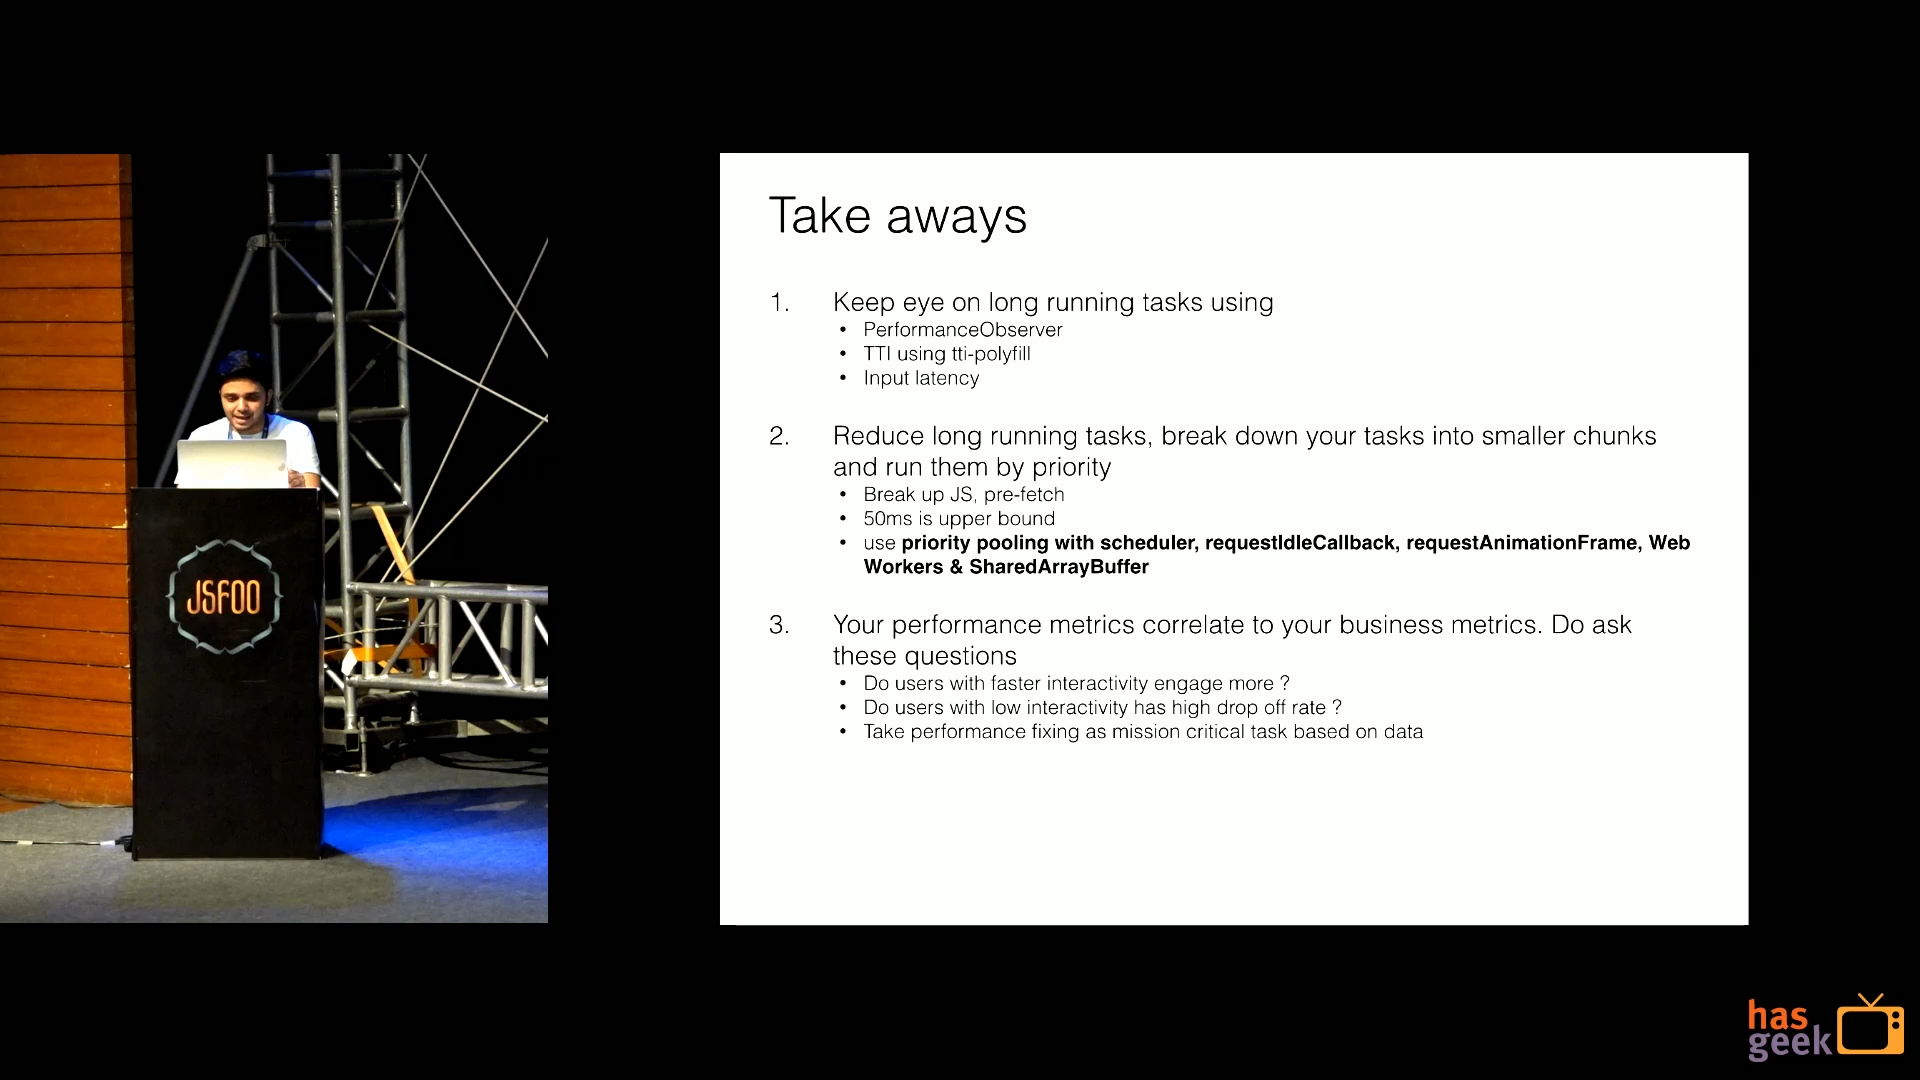 Take aways
1. Keep eye on long running tasks using
• PerformanceObserver
• TTI using tti-polyfill
• Input latency
2. Reduce long running tasks, break down your tasks into smaller chunks
and run them by priority
• Break up JS, pre-fetch
• 50ms is upper bound
• use priority pooling with scheduler, requestIdleCallback, requestAnimationFrame, Web
Workers & SharedArrayBuffer
3. Your performance metrics correlate to your business metrics. Do ask
these questions
• Do users with faster interactivity engage more ?
• Do users with low interactivity has high drop off rate ?
• Take performance fixing as mission critical task based on data
JSFOO
has
geek